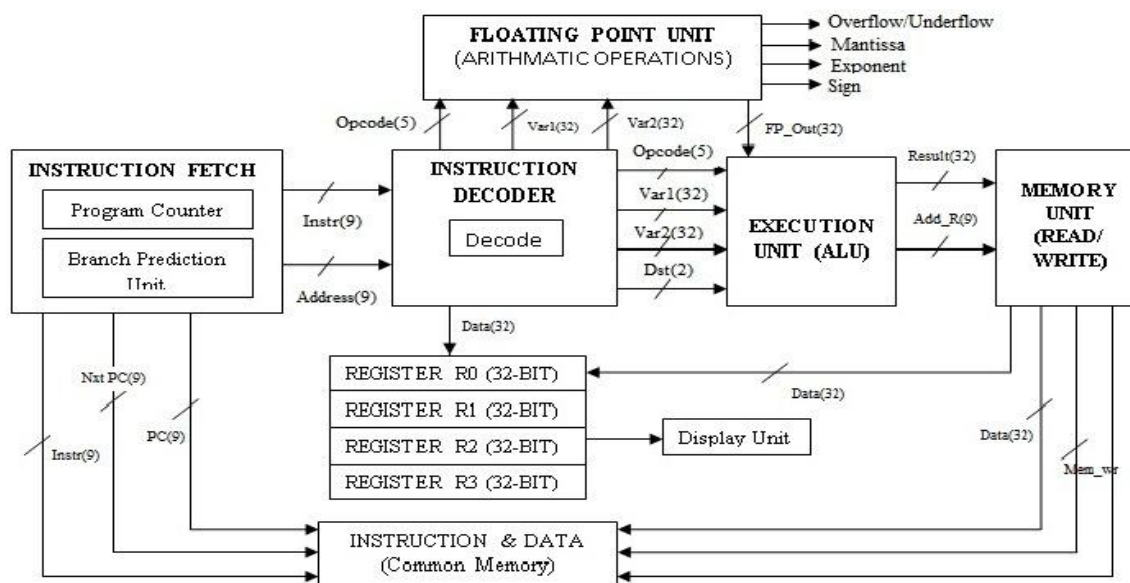 FLOATING POINT UNIT
(ARITHMATIC OPERATIONS)
Overflow/Underflow
Mantissa
Exponent
Sign
Opcode(5)
Var1(32)
Var2(32)
FP_Out(32)
INSTRUCTION FETCH
Program Counter
Branch Prediction
Unit
Instr(9)
Address(9)
INSTRUCTION
DECODER
Decode
Opcode(5)
Var1(32)
Var2(32)
Dst(2)
EXECUTION
UNIT (ALU)
Result(32)
Add_R(9)
MEMORY
UNIT
(READ/
WRITE)
Data(32)
Nxt PC(9)
PC(9)
Instr(9)
REGISTER R0 (32-BIT)
REGISTER R1 (32-BIT)
REGISTER R2 (32-BIT)
REGISTER R3 (32-BIT)
Display Unit
Data(32)
Data(32)
Mem_wr
INSTRUCTION & DATA
(Common Memory)